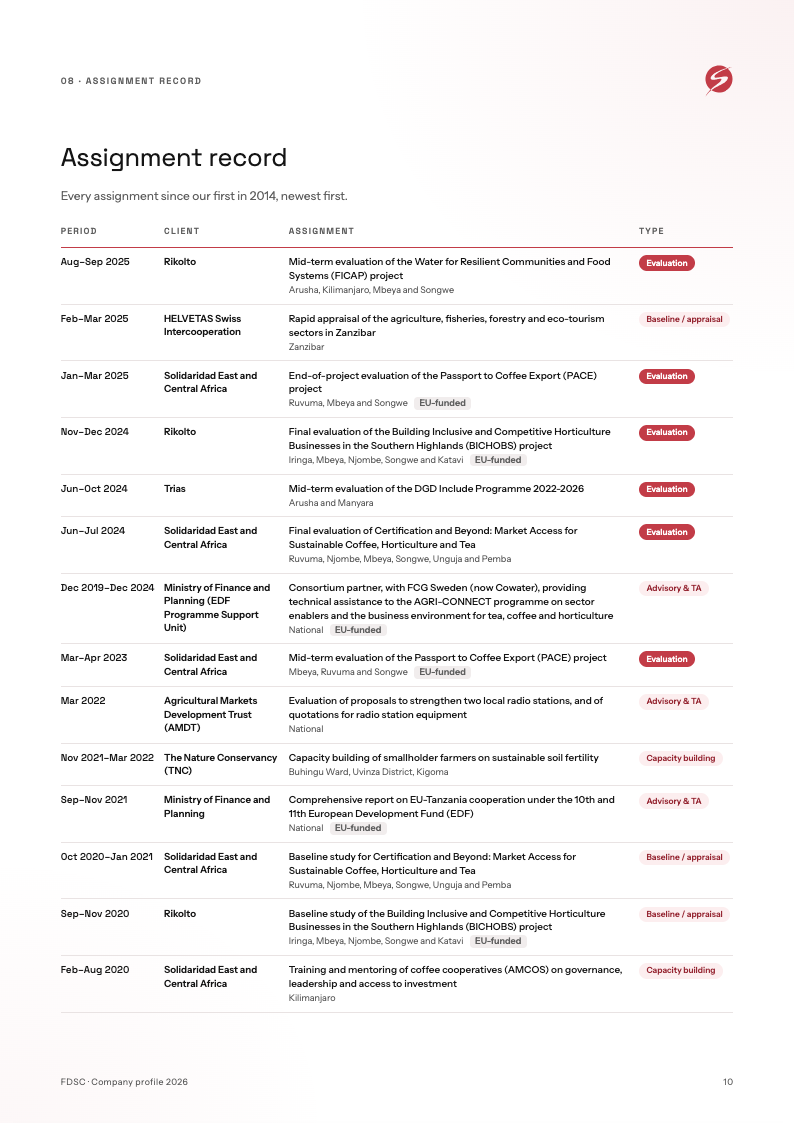 08 · ASSIGNMENT RECORD
Assignment record
Every assignment since our first in 2014, newest first.
PERIOD CLIENT ASSIGNMENT TYPE
Aug–Sep 2025 Rikolto Mid-term evaluation of the Water for Resilient Communities and Food Evaluation
Systems (FICAP) project
Arusha, Kilimanjaro, Mbeya and Songwe
Feb–Mar 2025 HELVETAS Swiss Rapid appraisal of the agriculture, fisheries, forestry and eco-tourism Baseline / appraisal
Intercooperation sectors in Zanzibar
Zanzibar
Jan–Mar 2025 Solidaridad East and End-of-project evaluation of the Passport to Coffee Export (PACE) Evaluation
Central Africa project
Ruvuma, Mbeya and Songwe EU-funded
Nov–Dec 2024 Rikolto Final evaluation of the Building Inclusive and Competitive Horticulture Evaluation
Businesses in the Southern Highlands (BICHOBS) project
Iringa, Mbeya, Njombe, Songwe and Katavi EU-funded
Jun–Oct 2024 Trias Mid-term evaluation of the DGD Include Programme 2022-2026 Evaluation
Arusha and Manyara
Jun–Jul 2024 Solidaridad East and Final evaluation of Certification and Beyond: Market Access for Evaluation
Central Africa Sustainable Coffee, Horticulture and Tea
Ruvuma, Njombe, Mbeya, Songwe, Unguja and Pemba
Dec 2019–Dec 2024 Ministry of Finance and Consortium partner, with FCG Sweden (now Cowater), providing Advisory & TA
Planning (EDF technical assistance to the AGRI-CONNECT programme on sector
Programme Support enablers and the business environment for tea, coffee and horticulture
Unit) National EU-funded
Mar–Apr 2023 Solidaridad East and Mid-term evaluation of the Passport to Coffee Export (PACE) project Evaluation
Central Africa Mbeya, Ruvuma and Songwe EU-funded
Mar 2022 Agricultural Markets Evaluation of proposals to strengthen two local radio stations, and of Advisory & TA
Development Trust quotations for radio station equipment
(AMDT) National
Nov 2021–Mar 2022 The Nature Conservancy Capacity building of smallholder farmers on sustainable soil fertility Capacity building
(TNC) Buhingu Ward, Uvinza District, Kigoma
Sep–Nov 2021 Ministry of Finance and Comprehensive report on EU-Tanzania cooperation under the 10th and Advisory & TA
Planning 11th European Development Fund (EDF)
National EU-funded
Oct 2020–Jan 2021 Solidaridad East and Baseline study for Certification and Beyond: Market Access for Baseline / appraisal
Central Africa Sustainable Coffee, Horticulture and Tea
Ruvuma, Njombe, Mbeya, Songwe, Unguja and Pemba
Sep–Nov 2020 Rikolto Baseline study of the Building Inclusive and Competitive Horticulture Baseline / appraisal
Businesses in the Southern Highlands (BICHOBS) project
Iringa, Mbeya, Njombe, Songwe and Katavi EU-funded
Feb–Aug 2020 Solidaridad East and Training and mentoring of coffee cooperatives (AMCOS) on governance, Capacity building
Central Africa leadership and access to investment
Kilimanjaro
FDSC · Company profile 2026 10